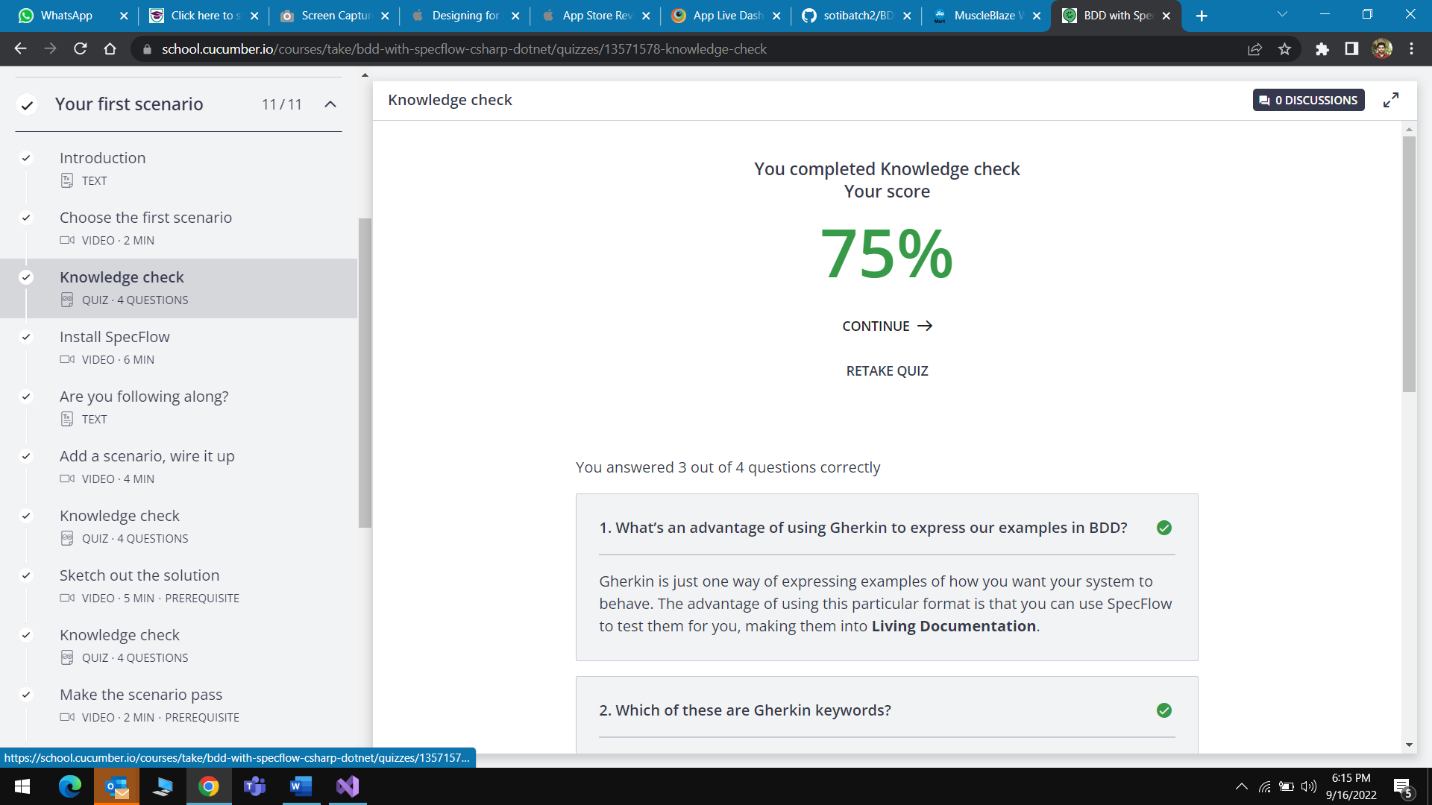 WhatsApp
Click here to s
Screen Captur
Designing for
App Store Rev
App Live Dash
sotibatch2/BD
MuscleBlaze W
BDD with Spec
school.cucumber.io/courses/take/bdd-with-specflow-csharp-dotnet/quizzes/13571578-knowledge-check
Your first scenario 11 / 11
Introduction
TEXT
Choose the first scenario
VIDEO · 2 MIN
Knowledge check
QUIZ · 4 QUESTIONS
Install SpecFlow
VIDEO · 6 MIN
Are you following along?
TEXT
Add a scenario, wire it up
VIDEO · 4 MIN
Knowledge check
QUIZ · 4 QUESTIONS
Sketch out the solution
VIDEO · 5 MIN · PREREQUISITE
Knowledge check
QUIZ · 4 QUESTIONS
Make the scenario pass
VIDEO · 2 MIN · PREREQUISITE
Knowledge check
0 DISCUSSIONS
You completed Knowledge check
Your score
75%
CONTINUE
RETAKE QUIZ
You answered 3 out of 4 questions correctly
1. What’s an advantage of using Gherkin to express our examples in BDD?
Gherkin is just one way of expressing examples of how you want your system to
behave. The advantage of using this particular format is that you can use SpecFlow
to test them for you, making them into Living Documentation.
2. Which of these are Gherkin keywords?
https://school.cucumber.io/courses/take/bdd-with-specflow-csharp-dotnet/quizzes/1357157...
6:15 PM
9/16/2022
5